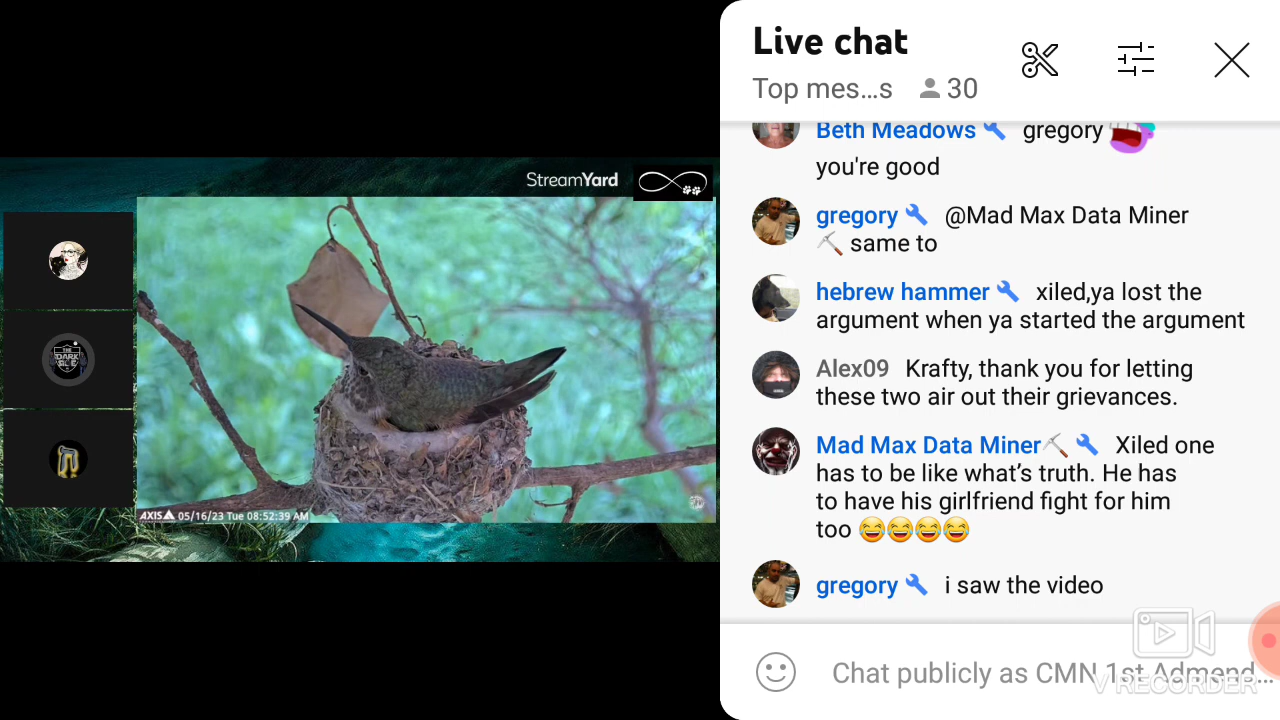 StreamYard
THE
DARK
SIDE
AXIS 05/16/23 Tue 08:52:39 AM
Live chat
Top mes...s 30
Beth Meadows gregory
you're good
gregory @Mad Max Data Miner
same to
hebrew hammer xiled,ya lost the
argument when ya started the argument
Alex09 Krafty, thank you for letting
these two air out their grievances.
Mad Max Data Miner Xiled one
has to be like what’s truth. He has
to have his girlfriend fight for him
too 😂😂😂😂
gregory i saw the video
Chat publicly as CMN 1st Admend...
V RECORDER